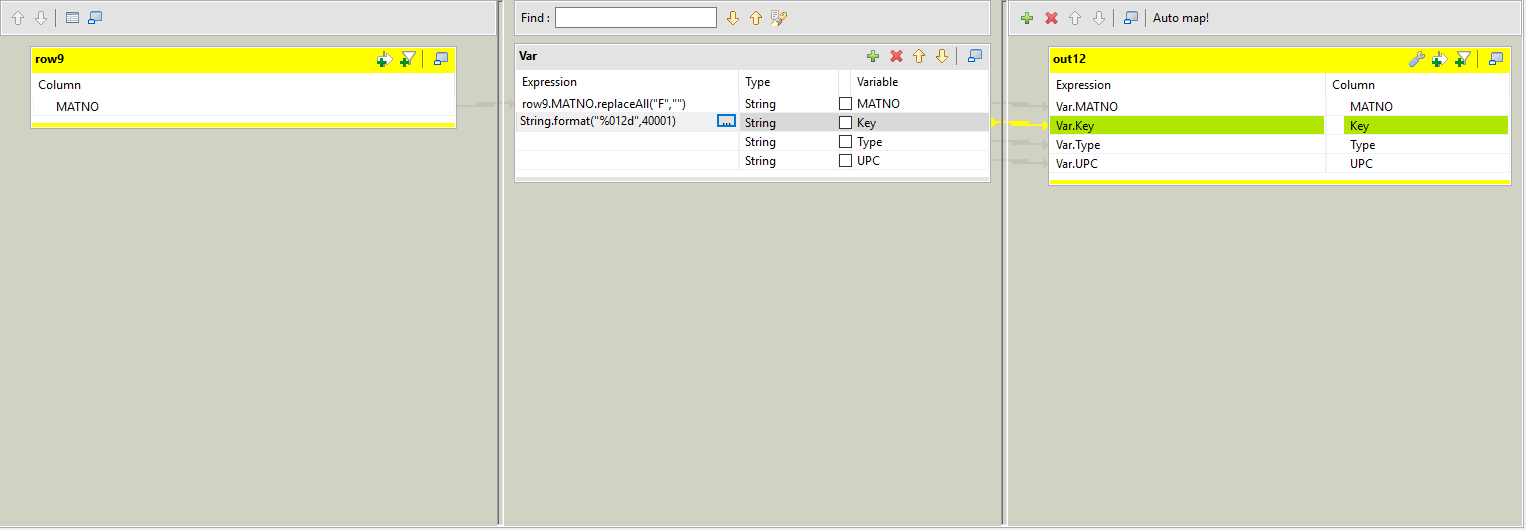 Find :
Auto map!
row9
Column
MATNO
Var
Expression Type Variable
row9.MATNO.replaceAll("F","") String MATNO
String.format("%012d",40001) ... String Key
String Type
String UPC
out12
Expression Column
Var.MATNO MATNO
Var.Key Key
Var.Type Type
Var.UPC UPC